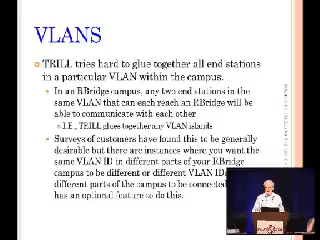 VLANS
TRILL tries hard to glue together all end stations
in a particular VLAN within the campus.
In an RBridge campus, any two end stations in the
same VLAN that can each reach an RBridge will be
able to communicate with each other
I.E., TRILL glues together any VLAN islands
Surveys of customers have found this to be generally
desirable but there are instances where you want the
same VLAN ID in different parts of your RBridge
campus to be different or different VLAN IDs
different parts of the campus to be connected
has an optional feature to do this.